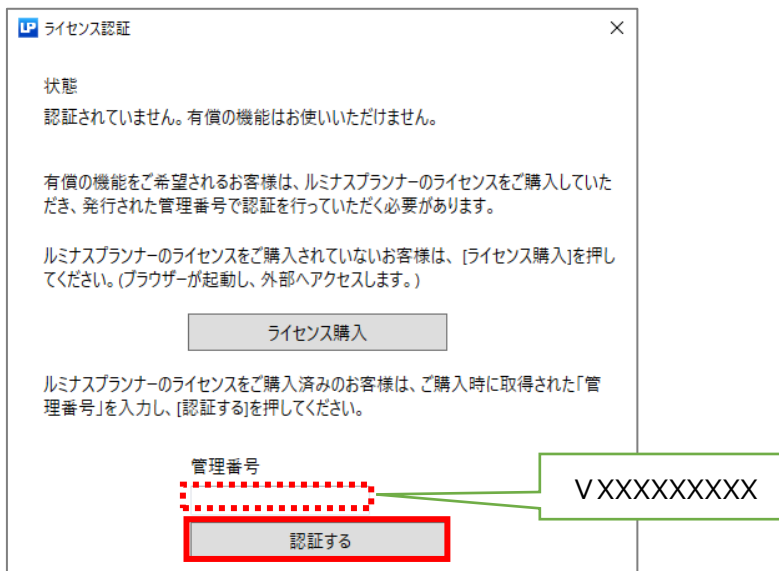 LP ライセンス認証
状態
認証されていません。有償の機能はお使いいただけません。
有償の機能をご希望されるお客様は、ルミナスプランナーのライセンスをご購入していた
だき、発行された管理番号で認証を行っていただく必要があります。
ルミナスプランナーのライセンスをご購入されていないお客様は、[ライセンス購入]を押し
てください。(ブラウザーが起動し、外部へアクセスします。)
ライセンス購入
ルミナスプランナーのライセンスをご購入済みのお客様は、ご購入時に取得された「管
理番号」を入力し、[認証する]を押してください。
管理番号
VXXXXXXXXX
認証する